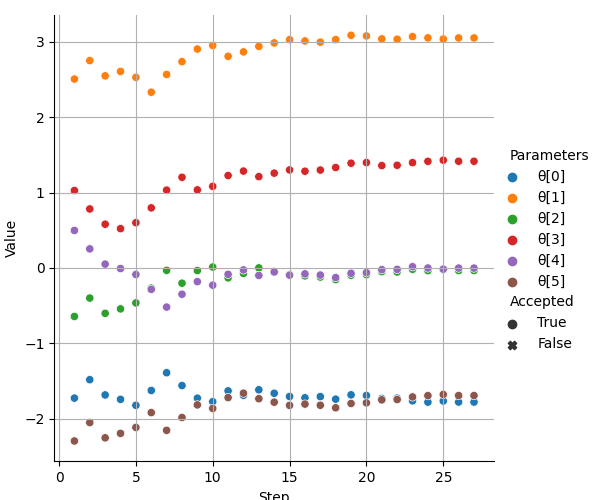 3
2
1
0
−1
−2
Value
0
5
10
15
20
25
Step
Parameters
θ[0]
θ[1]
θ[2]
θ[3]
θ[4]
θ[5]
Accepted
True
False